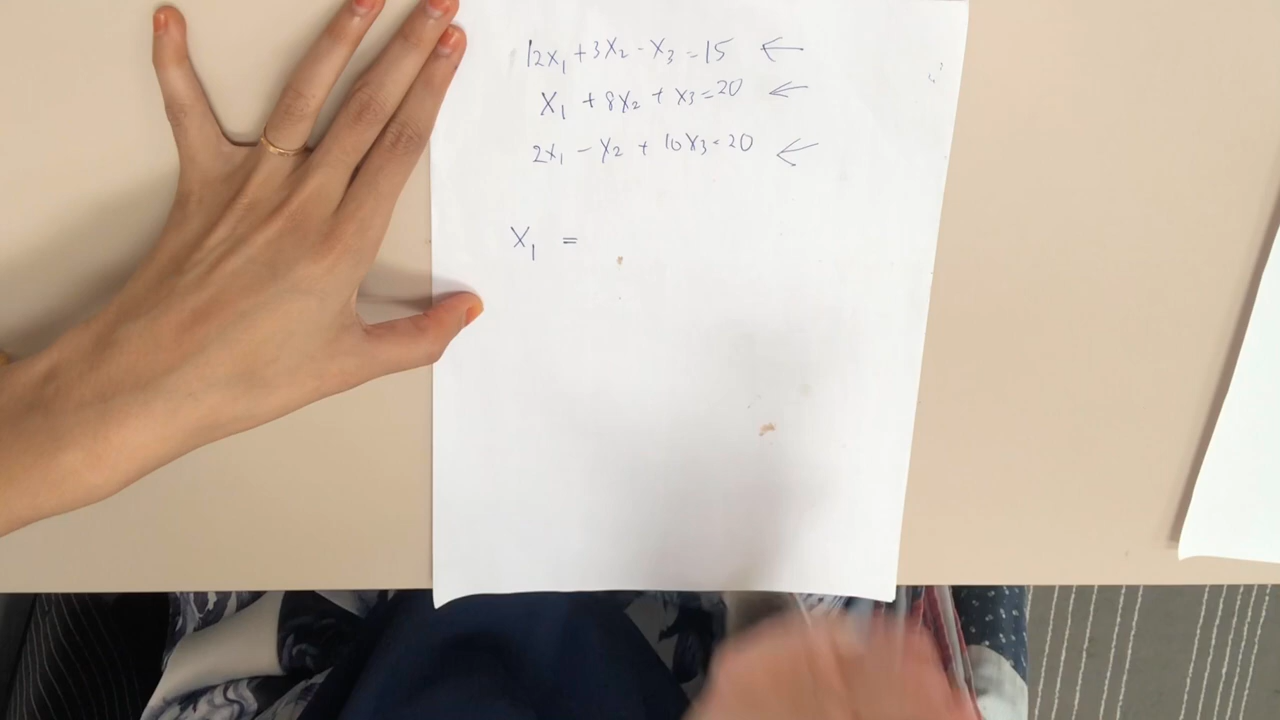 12x₁ + 3x₂ - x₃ = 15 ←
x₁ + 8x₂ + x₃ = 20 ←
2x₁ - x₂ + 10x₃ = 20 ←
x₁ =